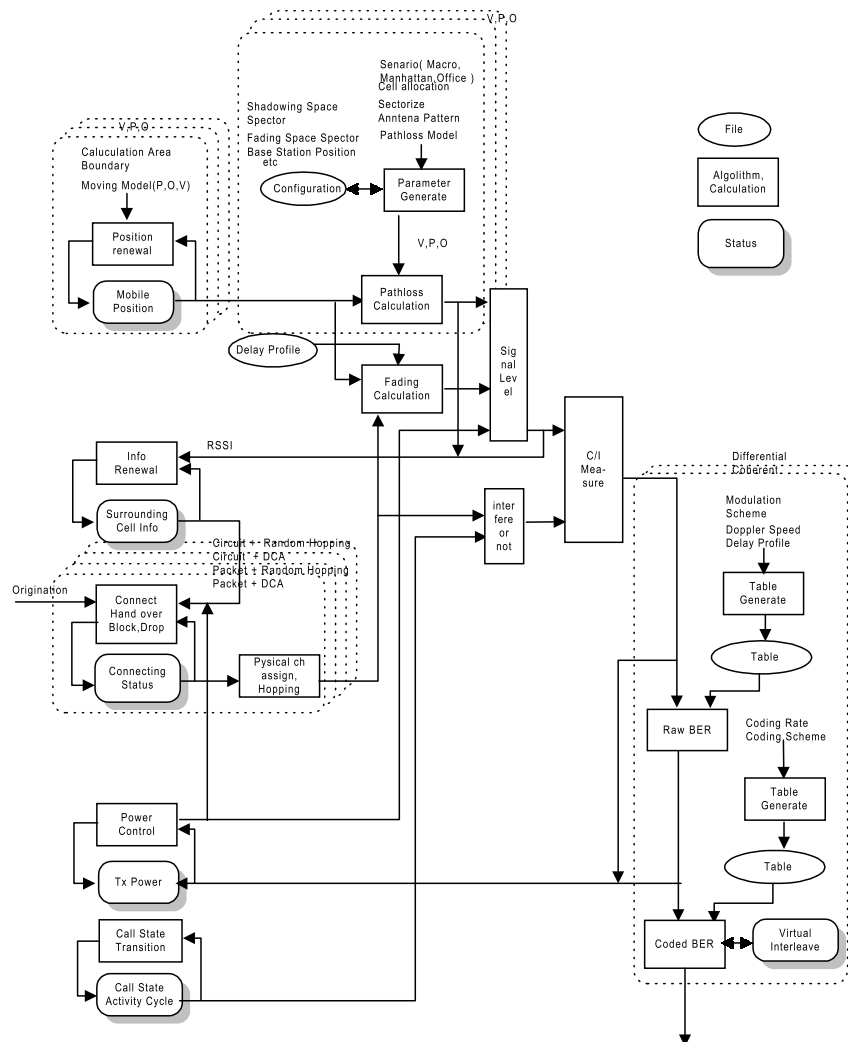 V,P,O
Senario( Macro,
Manhattan,Office )
Cell allocation
Sectorize
Anntena Pattern
Pathloss Model
Shadowing Space
Spector
Fading Space Spector
Base Station Position
etc
Configuration
Parameter
Generate
V,P,O
Pathloss
Calculation
V,P,O
Caluculation Area
Boundary
Moving Model(P,O,V)
Position
renewal
Mobile
Position
File
Algorithm,
Calculation
Status
Delay Profile
Fading
Calculation
Sig
nal
Lev
el
RSSI
Info
Renewal
Surrounding
Cell Info
C/I
Mea-
sure
inter
fere
or
not
Circuit + Random Hopping
Circuit + DCA
Packet + Random Hopping
Packet + DCA
Origination
Connect
Hand over
Block,Drop
Connecting
Status
Pysical ch
assign,
Hopping
Differential
Coherent
Modulation
Scheme
Doppler Speed
Delay Profile
Table
Generate
Table
Raw BER
Coding Rate
Coding Scheme
Table
Generate
Table
Coded BER
Virtual
Interleave
Power
Control
Tx Power
Call State
Transition
Call State
Activity Cycle